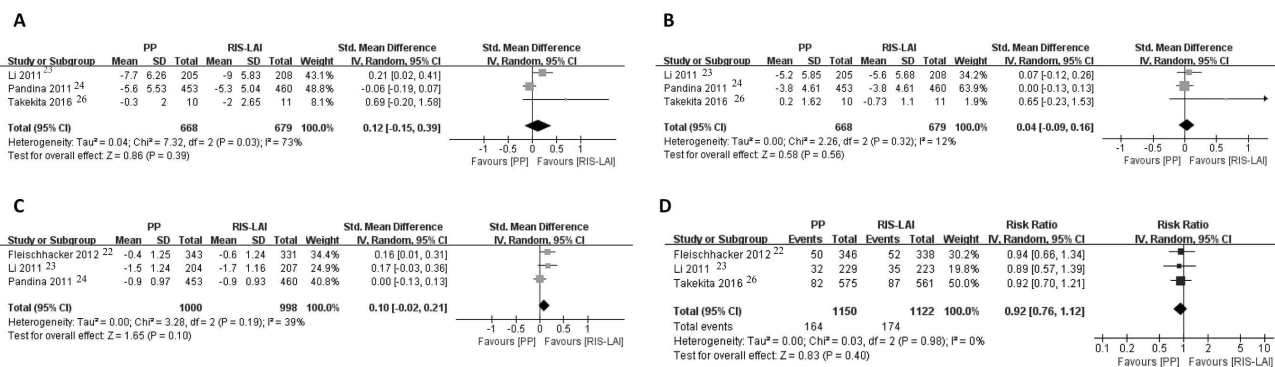 A
PP RIS-LAI Std. Mean Difference Std. Mean Difference
Study or Subgroup Mean SD Total Mean SD Total Weight IV, Random, 95% CI IV, Random, 95% CI
Li 2011 23 -7.7 6.26 205 -9 5.83 208 43.1% 0.21 [0.02, 0.41]
Pandina 2011 24 -5.6 5.53 453 -5.3 5.04 460 48.9% -0.06 [-0.19, 0.07]
Takekita 2016 26 -0.3 2 10 -2 2.65 11 8.1% 0.69 [-0.20, 1.58]
Total (95% CI) 668 679 100.0% 0.12 [-0.15, 0.39]
Heterogeneity: Tau² = 0.04; Chi² = 7.32, df = 2 (P = 0.03); I² = 73%
Test for overall effect: Z = 0.86 (P = 0.39)
-1 -0.5 0 0.5 1
Favours [PP] Favours [RIS-LAI]
B
PP RIS-LAI Std. Mean Difference Std. Mean Difference
Study or Subgroup Mean SD Total Mean SD Total Weight IV, Random, 95% CI IV, Random, 95% CI
Li 2011 23 -5.2 5.85 205 -5.6 5.68 208 34.2% 0.07 [-0.12, 0.26]
Pandina 2011 24 -3.8 4.61 453 -3.8 4.61 460 63.9% 0.00 [-0.13, 0.13]
Takekita 2016 26 0.2 1.62 10 -0.73 1.1 11 2.0% 0.65 [-0.23, 1.53]
Total (95% CI) 668 679 100.0% 0.04 [-0.09, 0.16]
Heterogeneity: Tau² = 0.00; Chi² = 2.26, df = 2 (P = 0.32); I² = 12%
Test for overall effect: Z = 0.58 (P = 0.56)
-1 -0.5 0 0.5 1
Favours [PP] Favours [RIS-LAI]
C
PP RIS-LAI Std. Mean Difference Std. Mean Difference
Study or Subgroup Mean SD Total Mean SD Total Weight IV, Random, 95% CI IV, Random, 95% CI
Fleischhacker 2012 22 -0.4 1.25 343 -0.6 1.24 331 34.4% 0.16 [0.01, 0.31]
Li 2011 23 -1.5 1.24 204 -1.7 1.16 207 24.9% 0.17 [-0.03, 0.36]
Pandina 2011 24 -0.9 0.97 453 -0.9 0.93 460 40.8% 0.00 [-0.13, 0.13]
Total (95% CI) 1000 998 100.0% 0.10 [-0.02, 0.21]
Heterogeneity: Tau² = 0.00; Chi² = 3.28, df = 2 (P = 0.19); I² = 39%
Test for overall effect: Z = 1.65 (P = 0.10)
-1 -0.5 0 0.5 1
Favours [PP] Favours [RIS-LAI]
D
PP RIS-LAI Risk Ratio Risk Ratio
Study or Subgroup Events Total Events Total Weight IV, Random, 95% CI IV, Random, 95% CI
Fleischhacker 2012 22 50 346 52 338 30.2% 0.94 [0.66, 1.34]
Li 2011 23 32 229 35 223 19.8% 0.89 [0.57, 1.39]
Takekita 2016 26 82 575 87 561 50.0% 0.92 [0.70, 1.21]
Total (95% CI) 1150 1122 100.0% 0.92 [0.76, 1.12]
Total events 164 174
Heterogeneity: Tau² = 0.00; Chi² = 0.03, df = 2 (P = 0.98); I² = 0%
Test for overall effect: Z = 0.83 (P = 0.40)
0.1 0.2 0.5 1 2 5 10
Favours [PP] Favours [RIS-LAI]